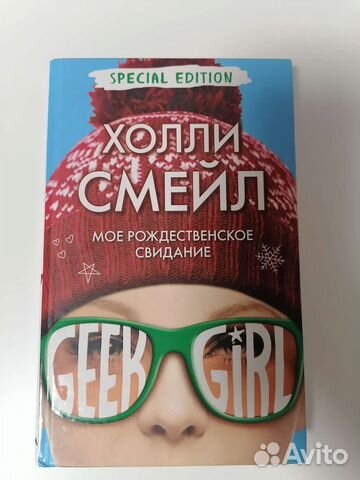 SPECIAL EDITION
ХОЛЛИ
СМЕЙЛ
МОЕ РОЖДЕСТВЕНСКОЕ
СВИДАНИЕ
GEEK GIRL
Avito